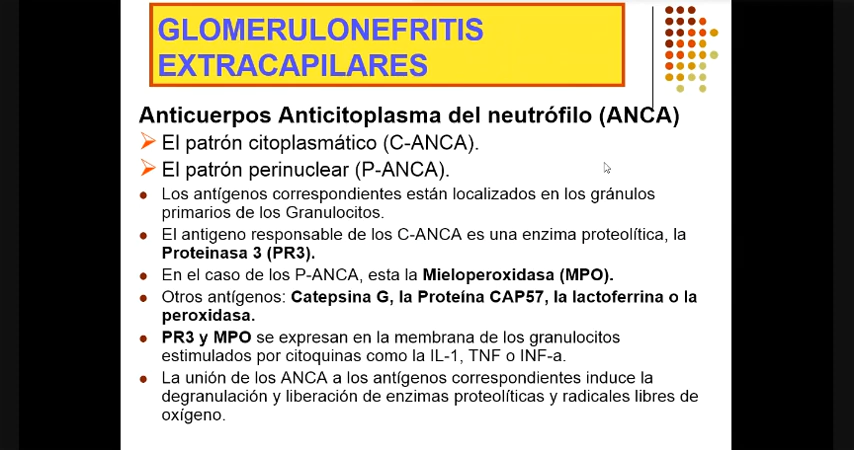 GLOMERULONEFRITIS
EXTRACAPILARES
Anticuerpos Anticitoplasma del neutrófilo (ANCA)
El patrón citoplasmático (C-ANCA).
El patrón perinuclear (P-ANCA).
Los antígenos correspondientes están localizados en los gránulos
primarios de los Granulocitos.
El antigeno responsable de los C-ANCA es una enzima proteolítica, la
Proteinasa 3 (PR3).
En el caso de los P-ANCA, esta la Mieloperoxidasa (MPO).
Otros antígenos: Catepsina G, la Proteína CAP57, la lactoferrina o la
peroxidasa.
PR3 y MPO se expresan en la membrana de los granulocitos
estimulados por citoquinas como la IL-1, TNF o INF-a.
La unión de los ANCA a los antígenos correspondientes induce la
degranulación y liberación de enzimas proteolíticas y radicales libres de
oxígeno.